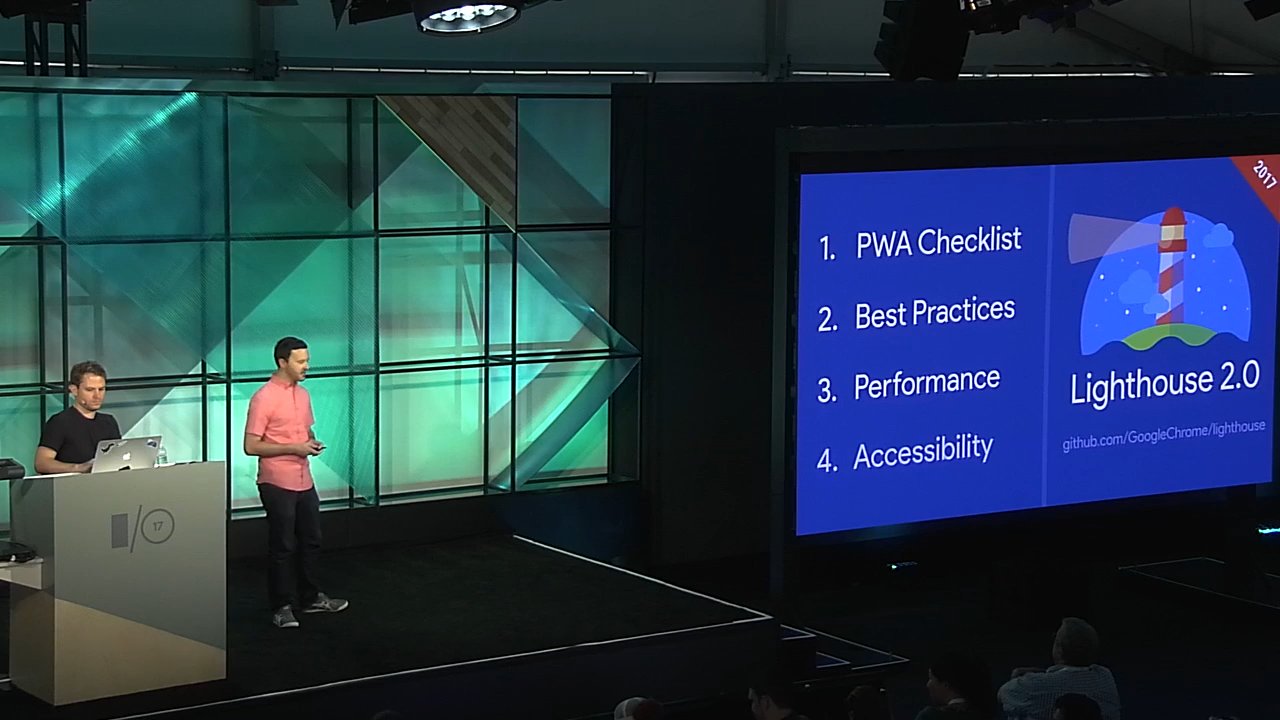 I/O 17
1. PWA Checklist
2. Best Practices
3. Performance
4. Accessibility
2017
Lighthouse 2.0
github.com/GoogleChrome/lighthouse